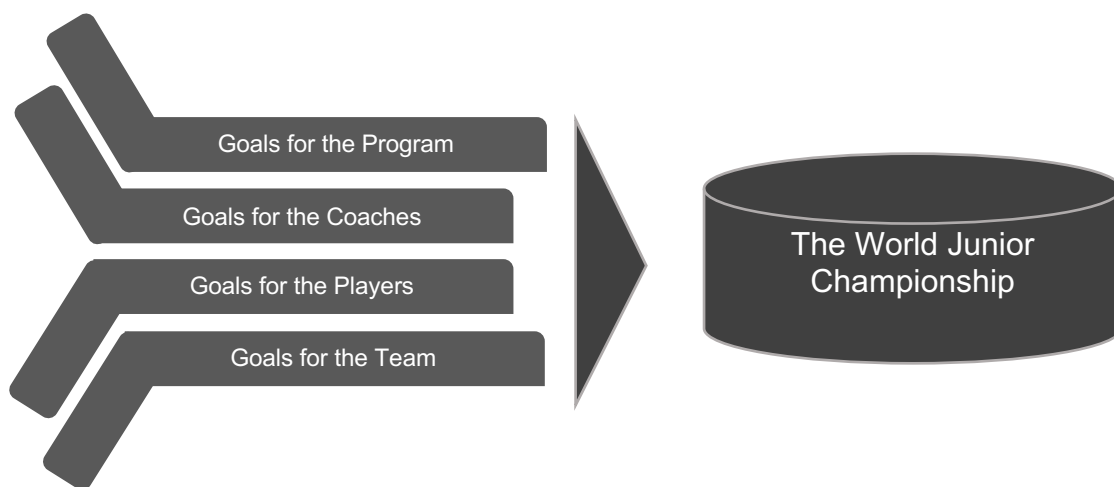 Goals for the Program
Goals for the Coaches
Goals for the Players
Goals for the Team
The World Junior
Championship